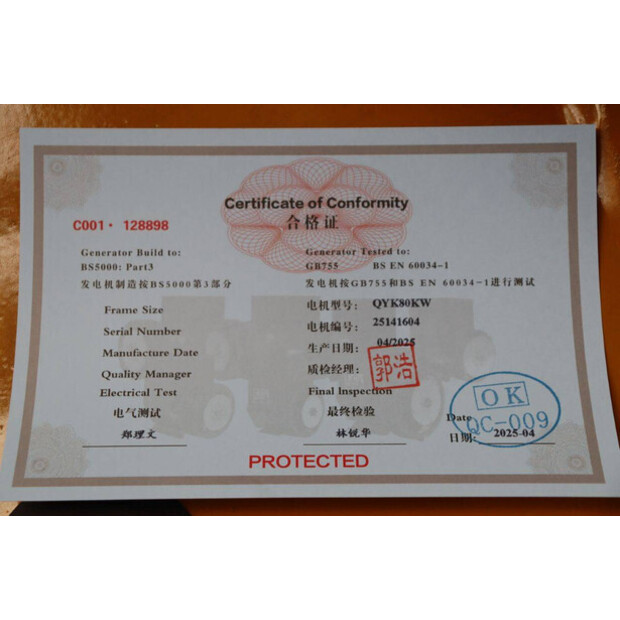 Certificate of Conformity
合格证
C001· 128898
Generator Build to:
BS5000: Part3
发电机制造按BS5000第3部分
Generator Tested to:
GB755 BS EN 60034-1
发电机按GB755和BS EN 60034-1进行测试
Frame Size 电机型号: QYK80KW
Serial Number 电机编号: 25141604
Manufacture Date 生产日期: 04/2025
Quality Manager 质检经理: 郭浩
Electrical Test
电气测试
郑理文
Final Inspection
最终检验
林锐华
OK
QC-009
Date
日期: 2025-04
PROTECTED